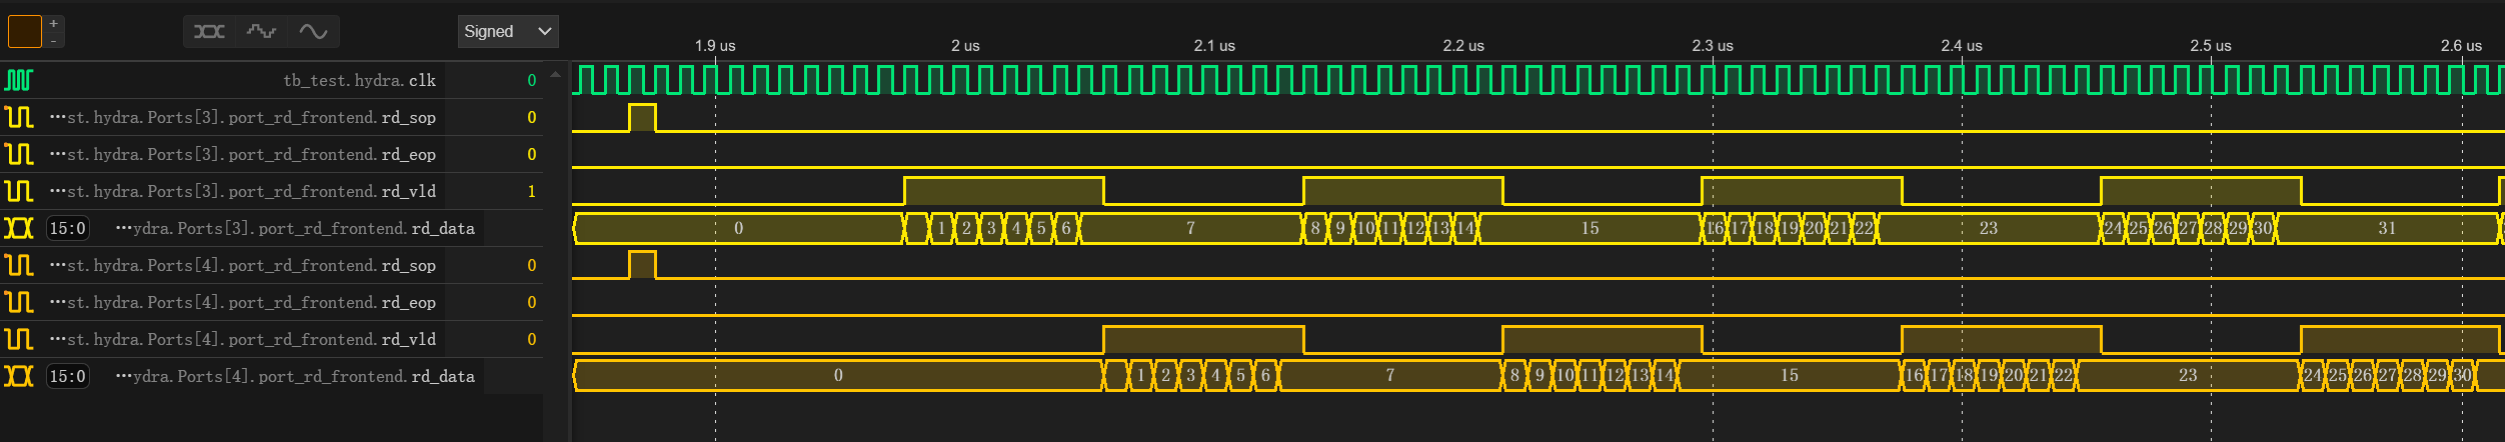 +
-
Signed
1.9 us 2 us 2.1 us 2.2 us 2.3 us 2.4 us 2.5 us 2.6 us
tb_test.hydra.clk 0
···st.hydra.Ports[3].port_rd_frontend.rd_sop 0
···st.hydra.Ports[3].port_rd_frontend.rd_eop 0
···st.hydra.Ports[3].port_rd_frontend.rd_vld 1
15:0 ···ydra.Ports[3].port_rd_frontend.rd_data 0 1 2 3 4 5 6 7 8 9 10 11 12 13 14 15 16 17 18 19 20 21 22 23 24 25 26 27 28 29 30 31
···st.hydra.Ports[4].port_rd_frontend.rd_sop 0
···st.hydra.Ports[4].port_rd_frontend.rd_eop 0
···st.hydra.Ports[4].port_rd_frontend.rd_vld 0
15:0 ···ydra.Ports[4].port_rd_frontend.rd_data 0 1 2 3 4 5 6 7 8 9 10 11 12 13 14 15 16 17 18 19 20 21 22 23 24 25 26 27 28 29 30